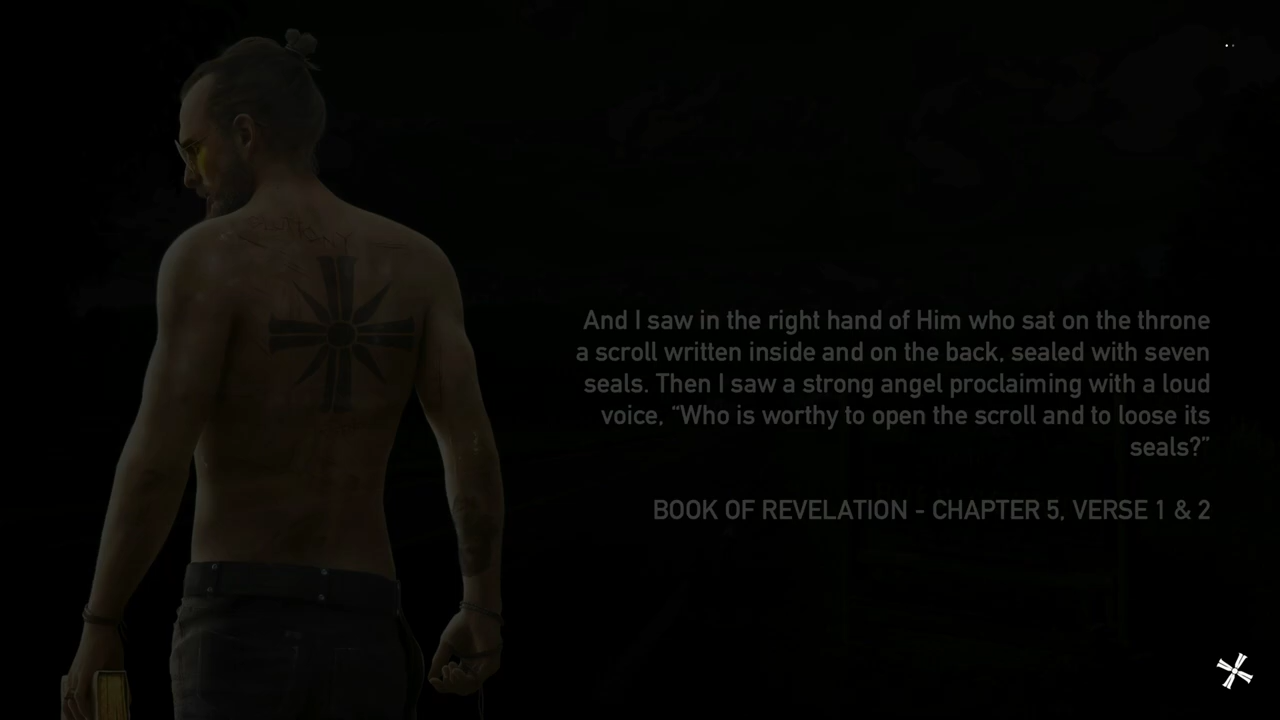 And I saw in the right hand of Him who sat on the throne
a scroll written inside and on the back, sealed with seven
seals. Then I saw a strong angel proclaiming with a loud
voice, “Who is worthy to open the scroll and to loose its
seals?”
BOOK OF REVELATION - CHAPTER 5, VERSE 1 & 2